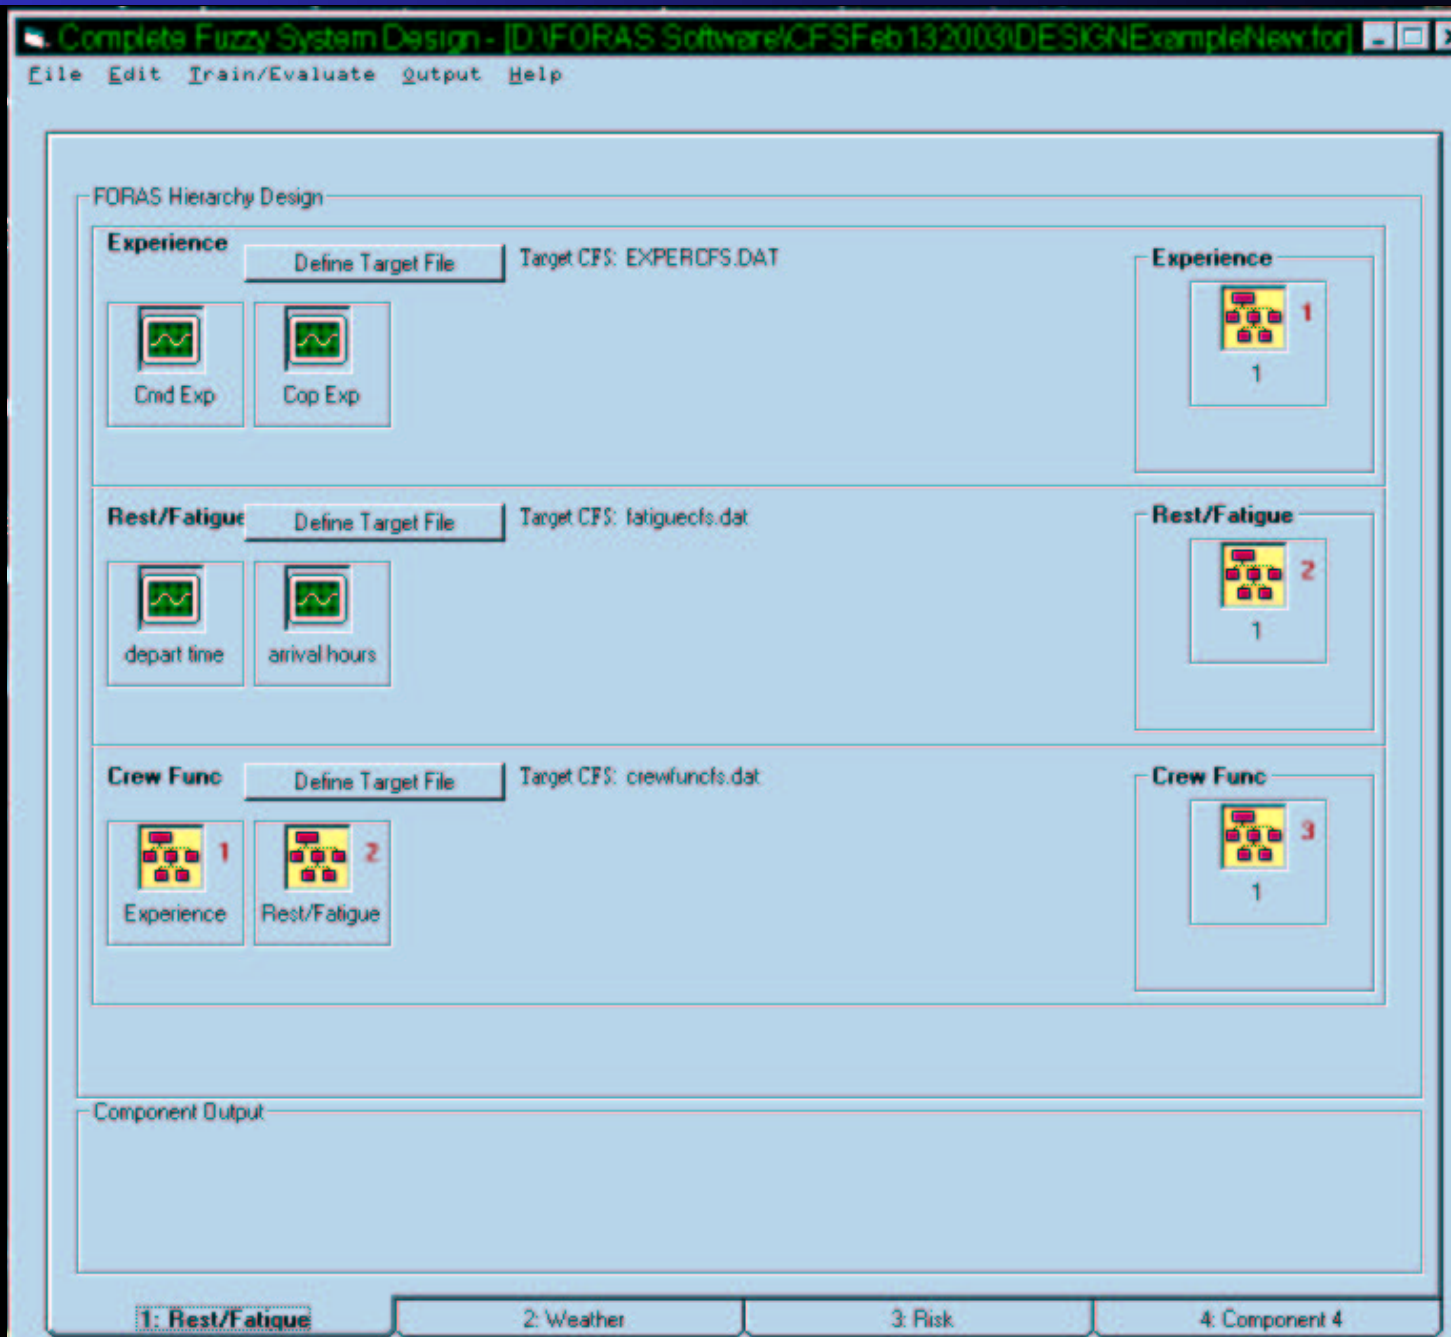 Complete Fuzzy System Design - [D:\FORAS Software\CFSFeb132003\DESIGNExampleNew.for]
File Edit Train/Evaluate Output Help
FORAS Hierarchy Design
Experience
Define Target File
Target CFS: EXPERCFS.DAT
Experience
Cmd Exp
Cop Exp
1
1
Rest/Fatigue
Define Target File
Target CFS: fatiguecfs.dat
Rest/Fatigue
depart time
arrival hours
2
1
Crew Func
Define Target File
Target CFS: crewfuncfs.dat
Crew Func
1
2
Experience
Rest/Fatigue
3
1
Component Output
1: Rest/Fatigue
2: Weather
3: Risk
4: Component 4